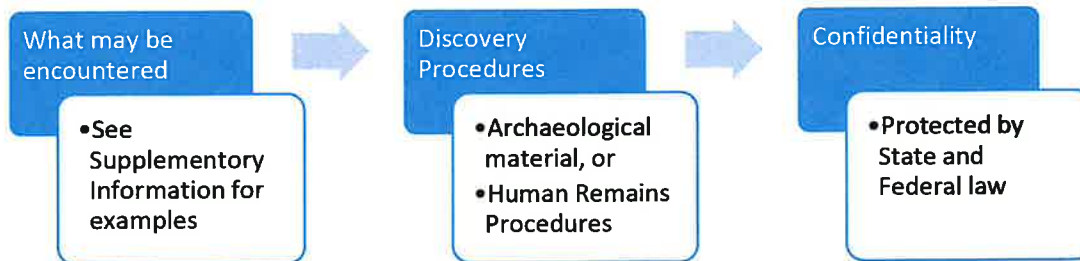 What may be
encountered
•See
Supplementory
Information for
examples
Discovery
Procedures
•Archaeological
material, or
•Human Remains
Procedures
Confidentiality
•Protected by
State and
Federal law